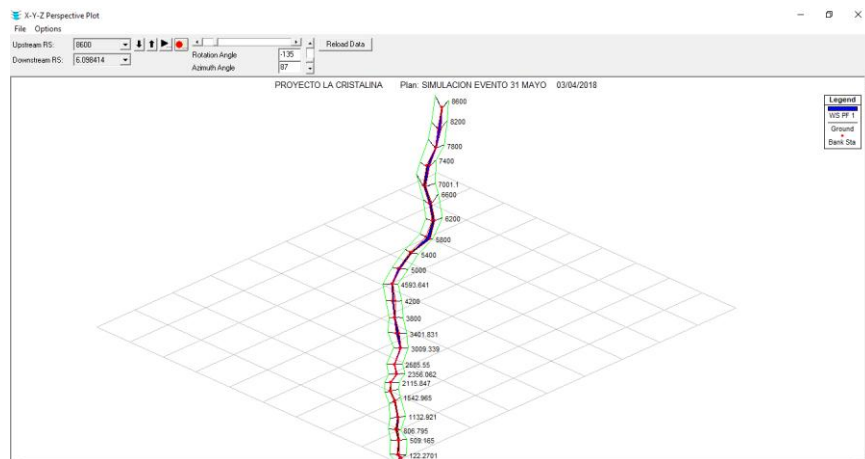 X-Y-Z Perspective Plot
File Options
Upstream RS: 8600
Downstream RS: 6.098414
Rotation Angle -135
Azimuth Angle 87
Reload Data
PROYECTO LA CRISTALINA Plan: SIMULACION EVENTO 31 MAYO 03/04/2018
Legend
WS PF 1
Ground
Bank Sta
8600
8200
7800
7400
7001.1
6600
6200
5800
5400
5000
4593.641
4208
3800
3401.831
3009.339
2685.55
2356.062
2115.847
1542.965
1132.921
806.795
509.165
122.2701